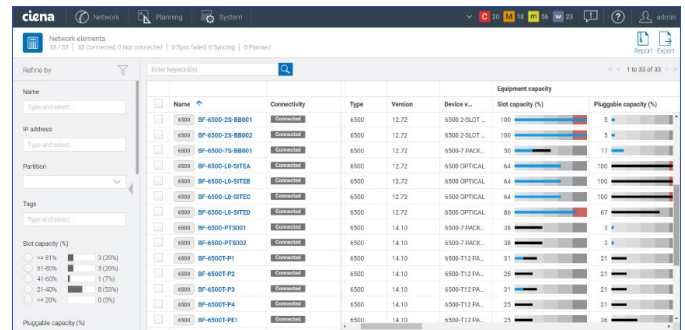 ciena Network Planning System C 20 M 18 m 56 w 23 ? admin
Network elements
33 / 33 | 33 Connected, 0 Not connected | 0 Sync failed, 0 Syncing | 0 Planned
Report Export
Refine by
Enter keyword(s)
1 to 33 of 33
Name
Type and select
IP address
Type and select
Partition
Tags
Type and select
Slot capacity (%)
>= 81% 3 (20%)
61-80% 3 (20%)
41-60% 1 (7%)
21-40% 8 (53%)
<= 20% 0 (0%)
Pluggable capacity (%)
Equipment capacity
Name Connectivity Type Version Device v... Slot capacity (%) Pluggable capacity (%)
6500 BF-6500-2S-BB001 Connected 6500 12.72 6500 2-SLOT ... 100 5
6500 BF-6500-2S-BB002 Connected 6500 12.72 6500 2-SLOT ... 100 5
6500 BF-6500-7S-BB001 Connected 6500 12.72 6500-7 PACK... 50 17
6500 BF-6500-L0-SITEA Connected 6500 12.72 6500 OPTICAL 64 100
6500 BF-6500-L0-SITEB Connected 6500 12.72 6500 OPTICAL 64 100
6500 BF-6500-L0-SITEC Connected 6500 12.72 6500 OPTICAL 64 100
6500 BF-6500-L0-SITED Connected 6500 12.72 6500 OPTICAL 86 67
6500 BF-6500-PTS001 Connected 6500 14.10 6500-7 PACK... 38 3
6500 BF-6500-PTS002 Connected 6500 14.10 6500-7 PACK... 38 3
6500 BF-6500T-P1 Connected 6500 14.10 6500-T12 PA... 31 21
6500 BF-6500T-P2 Connected 6500 14.10 6500-T12 PA... 25 21
6500 BF-6500T-P3 Connected 6500 14.10 6500-T12 PA... 31 21
6500 BF-6500T-P4 Connected 6500 14.10 6500-T12 PA... 25 21
6500 BF-6500T-PE1 Connected 6500 14.10 6500-T12 PA... 25 26